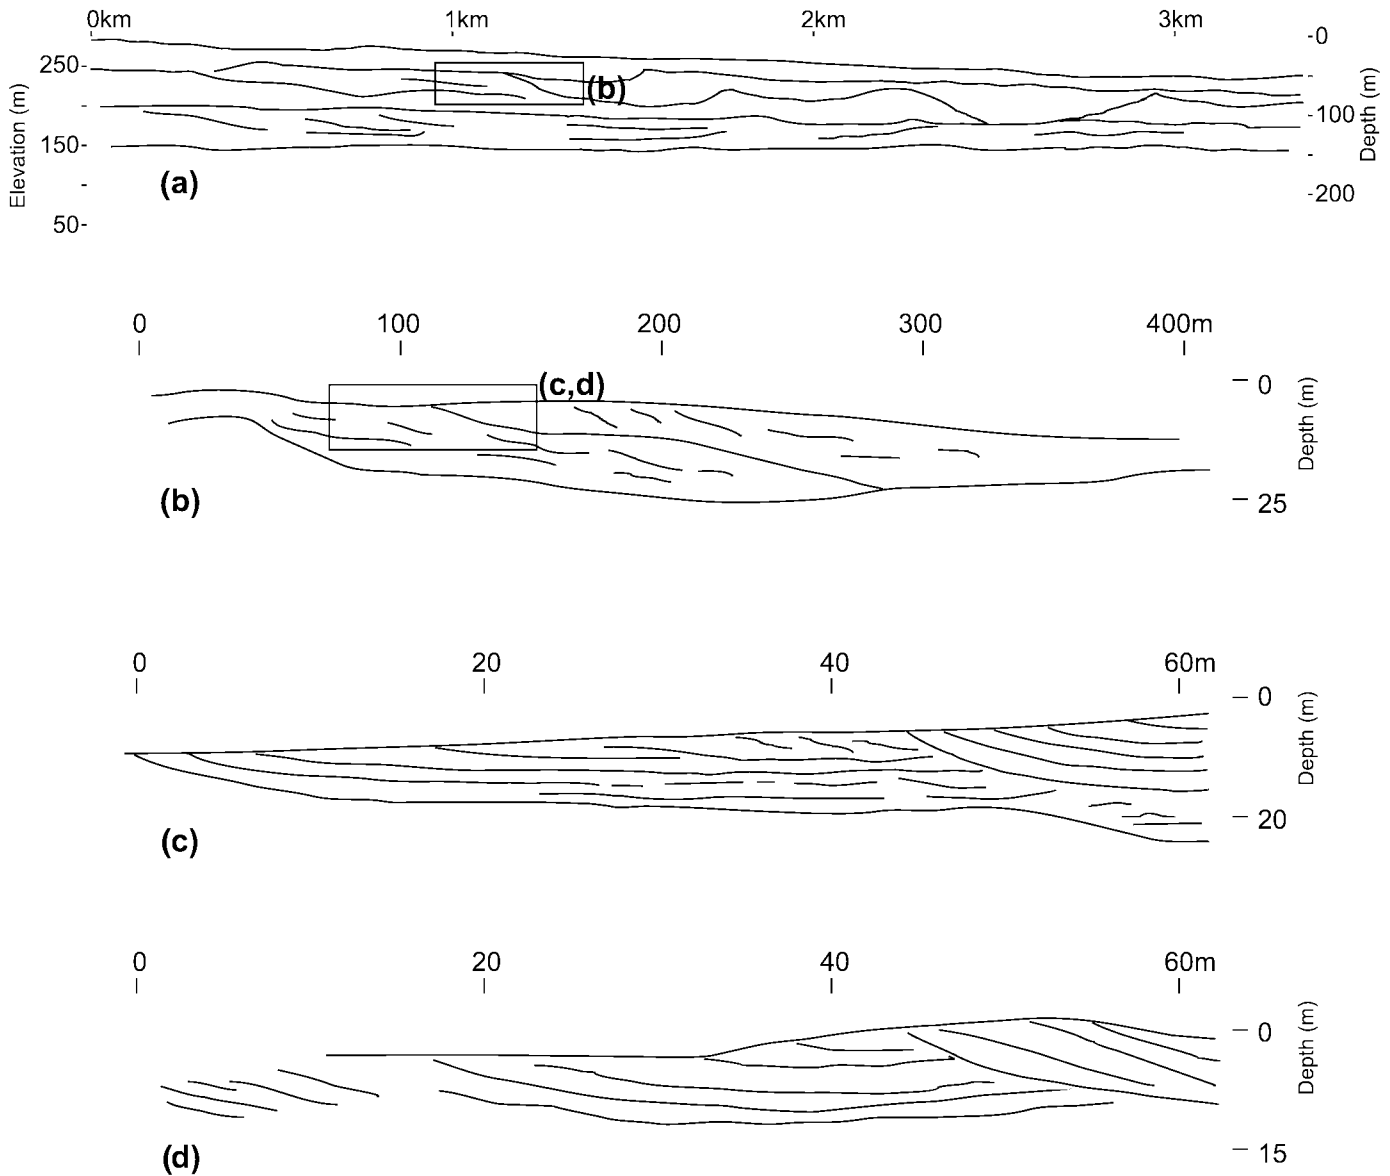 0km 1km 2km 3km
-0
250-
(b)
-
-
Elevation (m)
-
-100
Depth (m)
150-
-
(a)
-
-200
50-
0 100 200 300 400m
(c,d)
0
Depth (m)
(b)
25
0 20 40 60m
0
Depth (m)
20
(c)
0 20 40 60m
0
Depth (m)
15
(d)